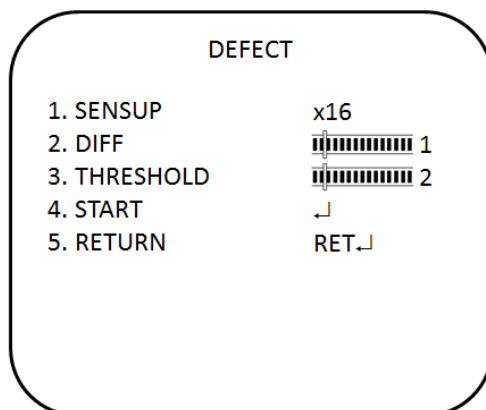 DEFECT
1. SENSUP x16
2. DIFF 1
3. THRESHOLD 2
4. START ↵
5. RETURN RET↵